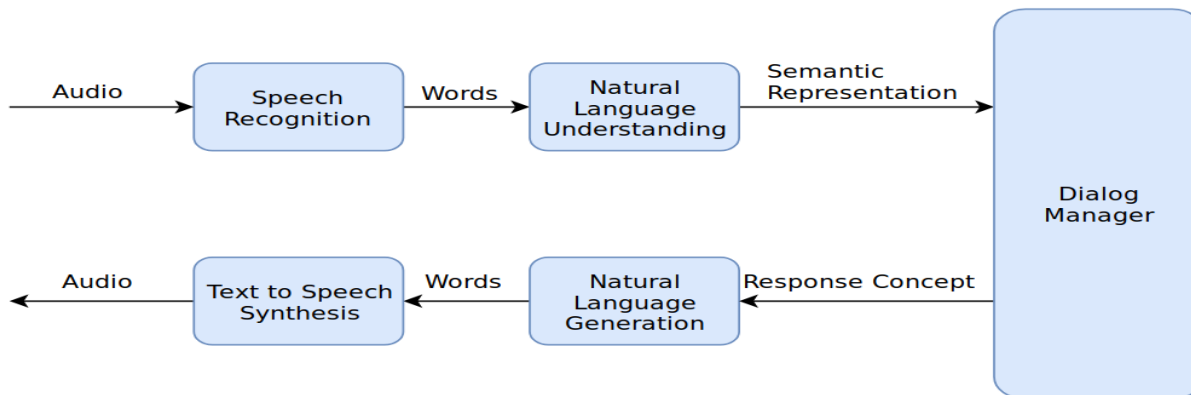 Audio
Speech
Recognition
Words
Natural
Language
Understanding
Semantic
Representation
Dialog
Manager
Audio
Text to Speech
Synthesis
Words
Natural
Language
Generation
Response Concept